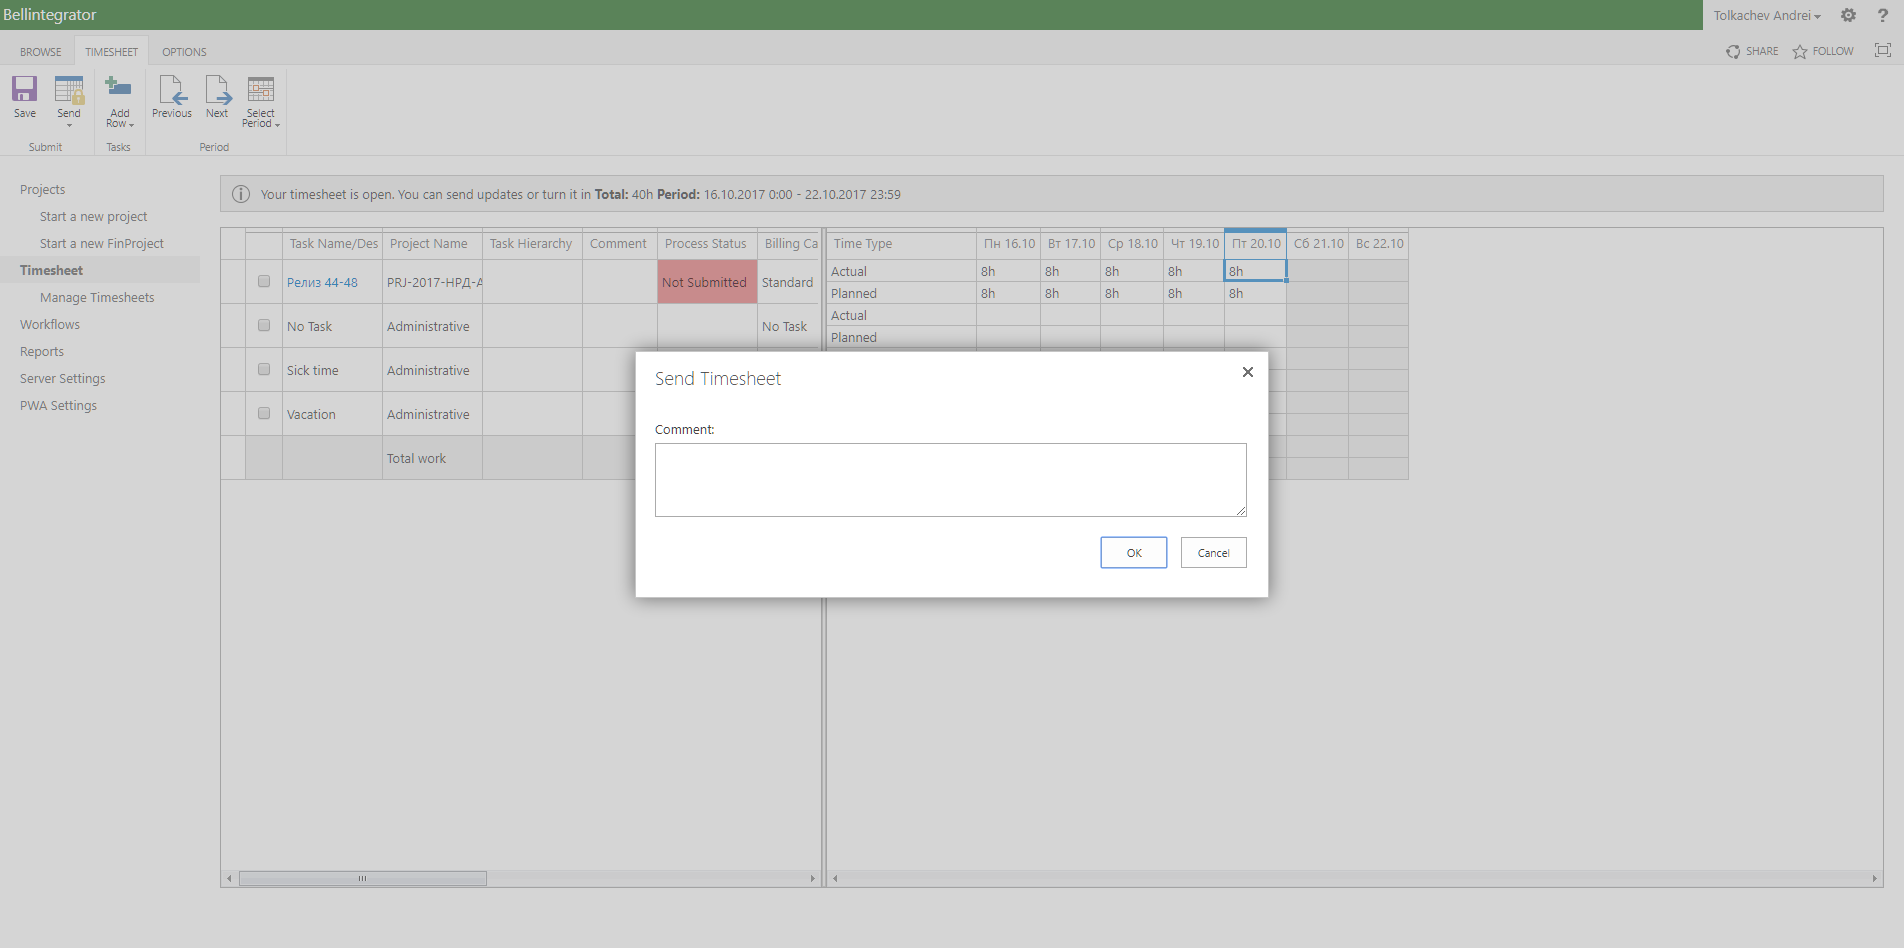 Bellintegrator
Tolkachev Andrei
?
BROWSE TIMESHEET OPTIONS
SHARE FOLLOW
Save Send Add Row Previous Next Select Period
Submit Tasks Period
Projects
Start a new project
Start a new FinProject
Timesheet
Manage Timesheets
Workflows
Reports
Server Settings
PWA Settings
Your timesheet is open. You can send updates or turn it in Total: 40h Period: 16.10.2017 0:00 - 22.10.2017 23:59
Task Name/Des Project Name Task Hierarchy Comment Process Status Billing Ca Time Type Пн 16.10 Вт 17.10 Ср 18.10 Чт 19.10 Пт 20.10 Сб 21.10 Вс 22.10
Релиз 44-48 PRJ-2017-НРД-А Not Submitted Standard
Actual 8h 8h 8h 8h 8h
Planned 8h 8h 8h 8h 8h
No Task Administrative No Task
Actual
Planned
Sick time Administrative
Vacation Administrative
Total work
Send Timesheet
Comment:
OK Cancel